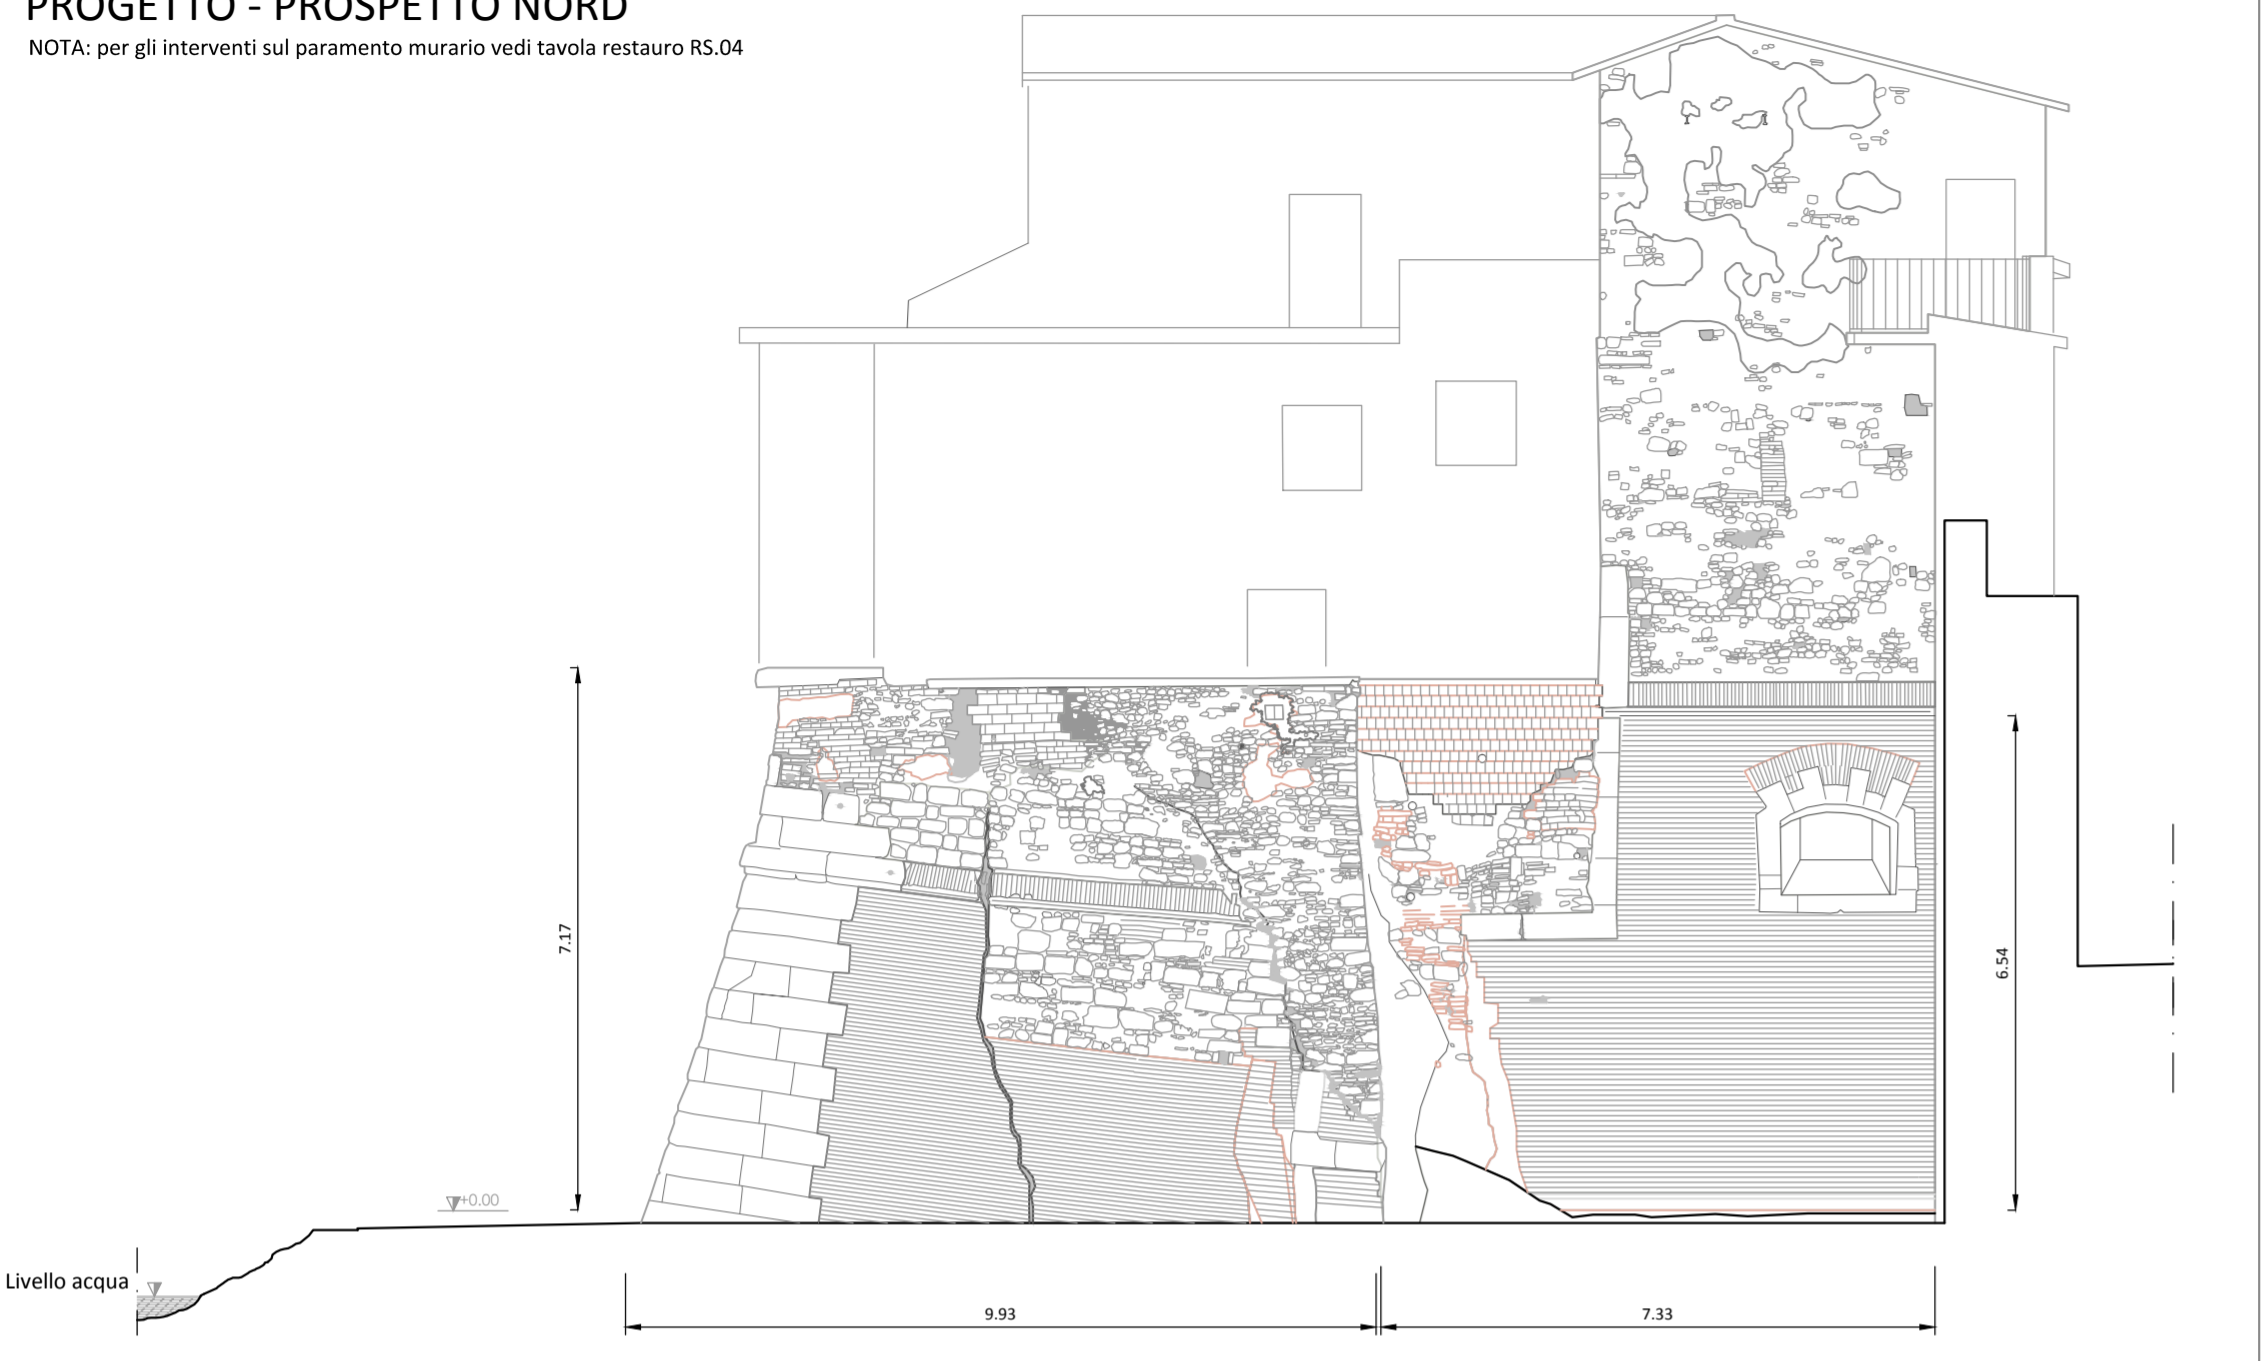 PROGETTO - PROSPETTO NORD
NOTA: per gli interventi sul paramento murario vedi tavola restauro RS.04
7.17
6.54
+0.00
Livello acqua
9.93
7.33